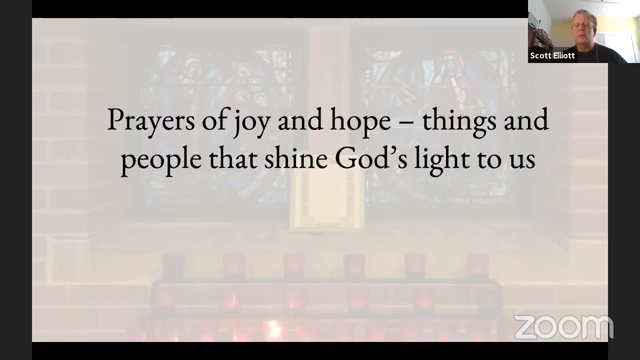 Scott Elliott
Prayers of joy and hope – things and
people that shine God's light to us
zoom